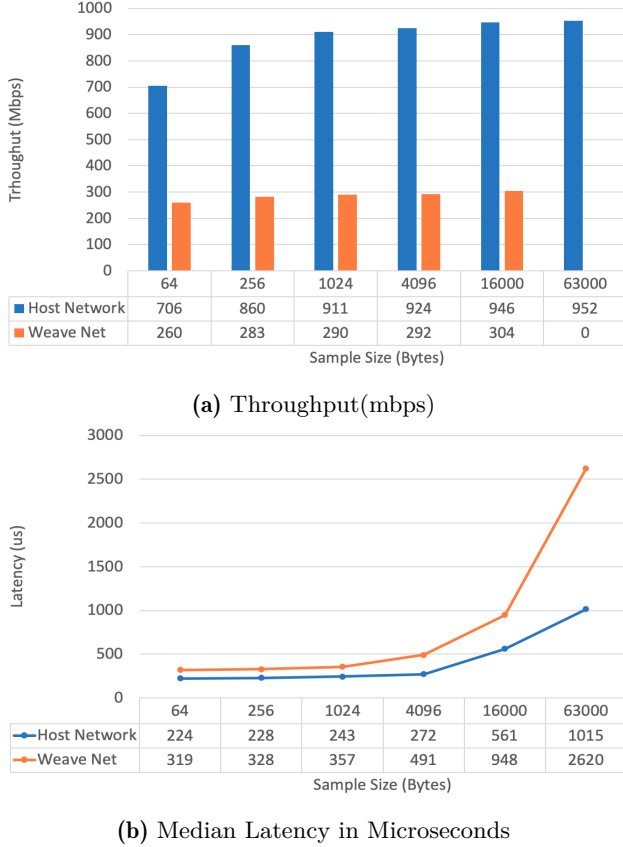 1000
900
800
700
600
500
400
300
200
100
0
Trhoughut (Mbps)
64 256 1024 4096 16000 63000
Host Network 706 860 911 924 946 952
Weave Net 260 283 290 292 304 0
Sample Size (Bytes)
(a) Throughput(mbps)
3000
2500
2000
1500
1000
500
0
Latency (us)
64 256 1024 4096 16000 63000
Host Network 224 228 243 272 561 1015
Weave Net 319 328 357 491 948 2620
Sample Size (Bytes)
(b) Median Latency in Microseconds